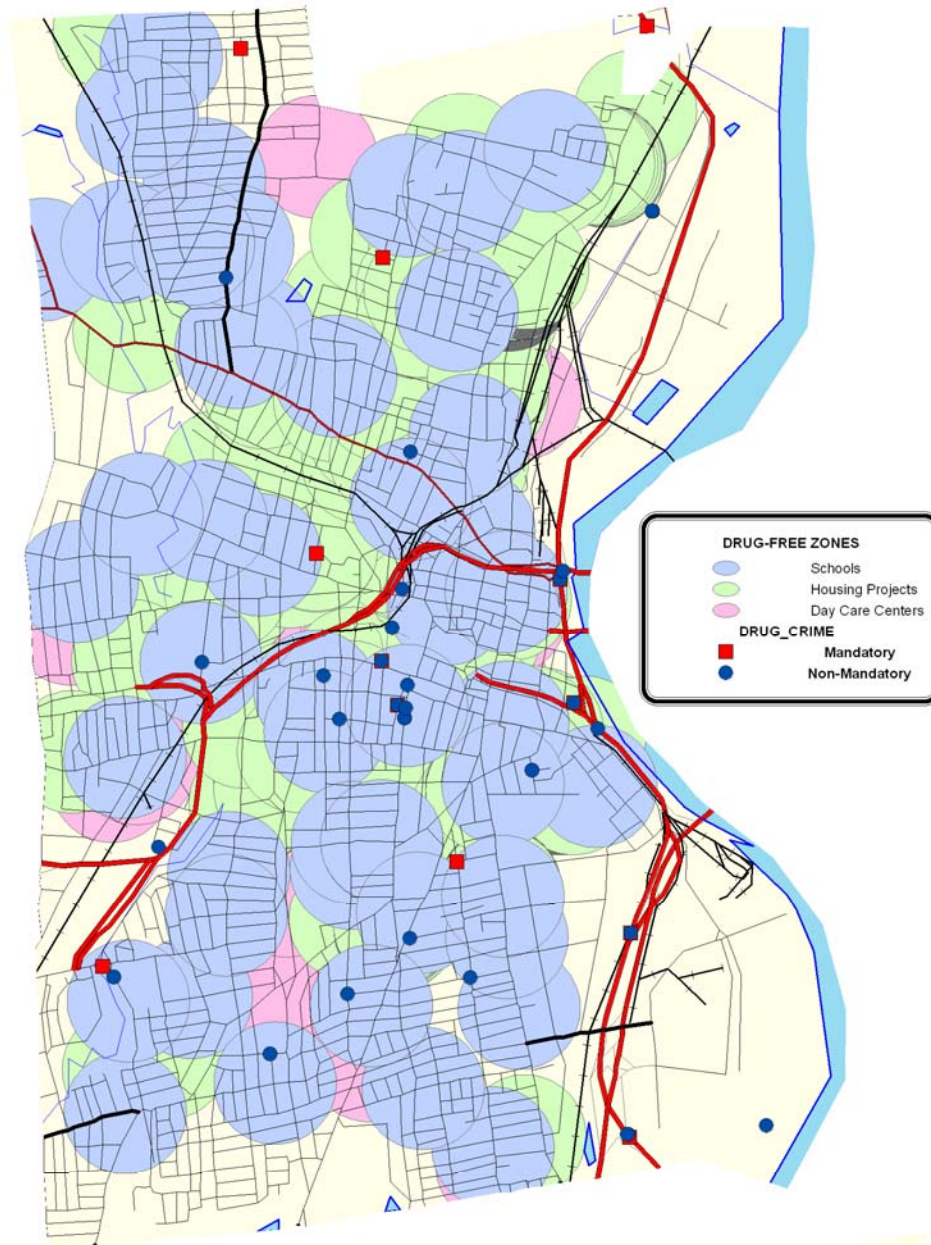 DRUG-FREE ZONES
Schools
Housing Projects
Day Care Centers
DRUG_CRIME
Mandatory
Non-Mandatory